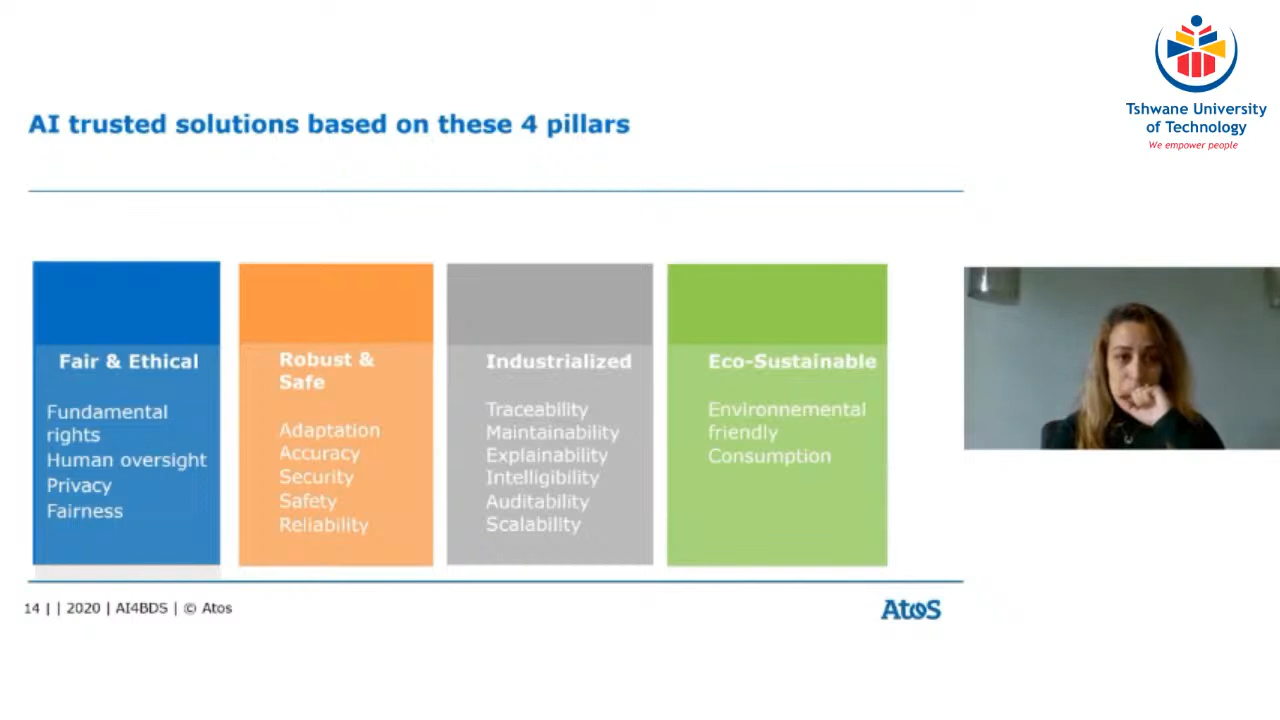 Tshwane University
of Technology
We empower people
AI trusted solutions based on these 4 pillars
Fair & Ethical
Fundamental
rights
Human oversight
Privacy
Fairness
Robust &
Safe
Adaptation
Accuracy
Security
Safety
Reliability
Industrialized
Traceability
Maintainability
Explainability
Intelligibility
Auditability
Scalability
Eco-Sustainable
Environnemental
friendly
Consumption
14 | | 2020 | AI4BDS | © Atos
Atos